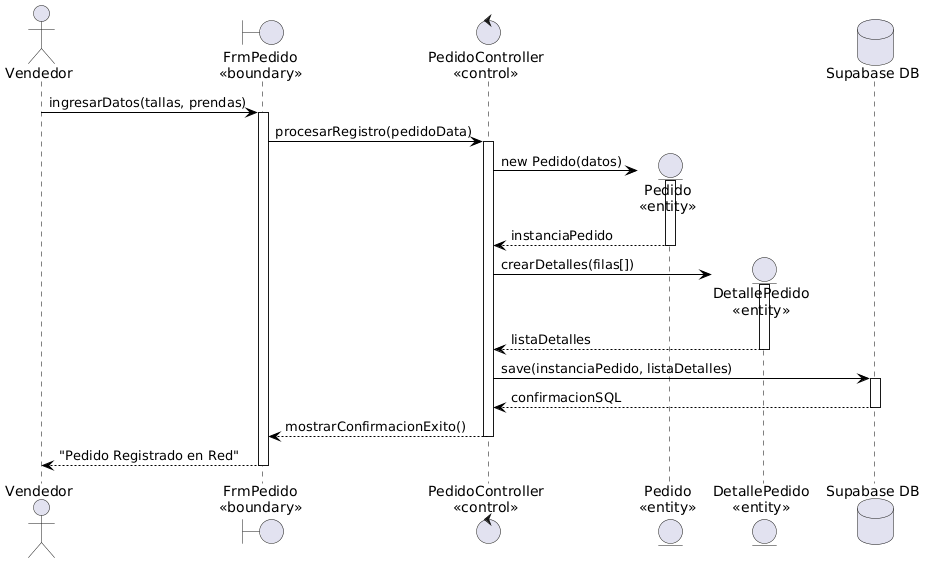 Vendedor
FrmPedido
«boundary»
PedidoController
«control»
Supabase DB
ingresarDatos(tallas, prendas)
procesarRegistro(pedidoData)
new Pedido(datos)
Pedido
«entity»
instanciaPedido
crearDetalles(filas[])
DetallePedido
«entity»
listaDetalles
save(instanciaPedido, listaDetalles)
confirmacionSQL
mostrarConfirmacionExito()
"Pedido Registrado en Red"
Vendedor
FrmPedido
«boundary»
PedidoController
«control»
Pedido
«entity»
DetallePedido
«entity»
Supabase DB